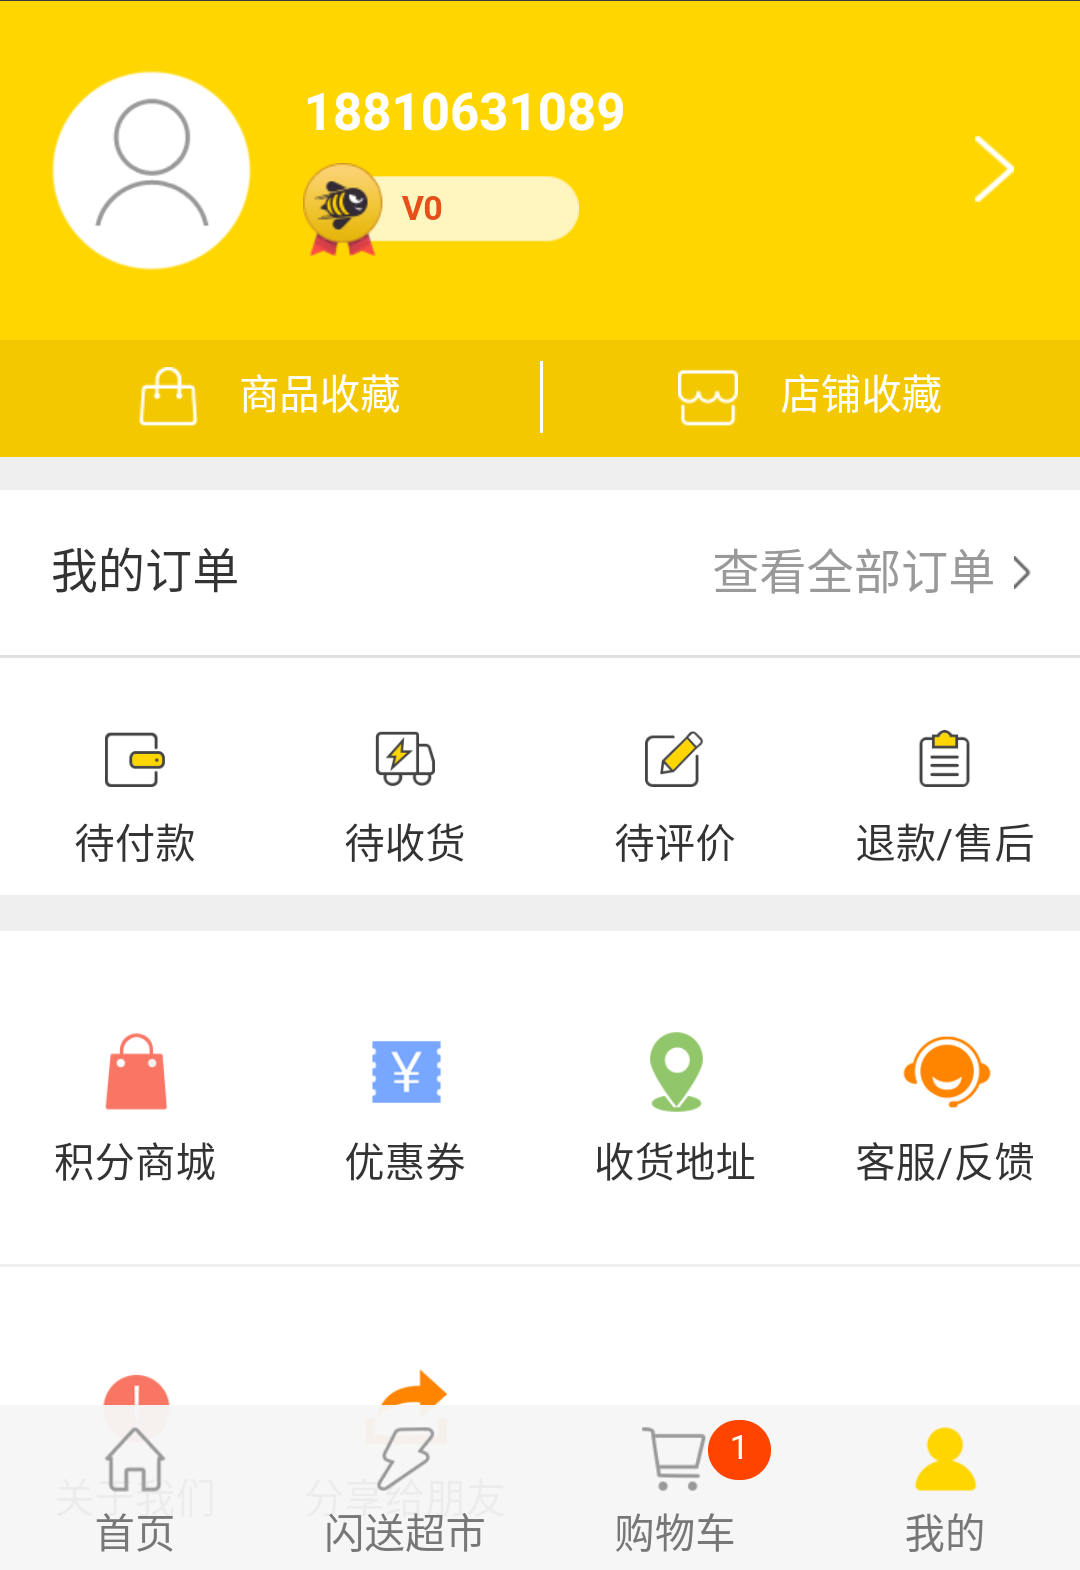 18810631089
V0
商品收藏
店铺收藏
我的订单
查看全部订单
待付款
待收货
待评价
退款/售后
¥
积分商城
优惠券
收货地址
客服/反馈
关于我们
分享给朋友
1
首页
闪送超市
购物车
我的